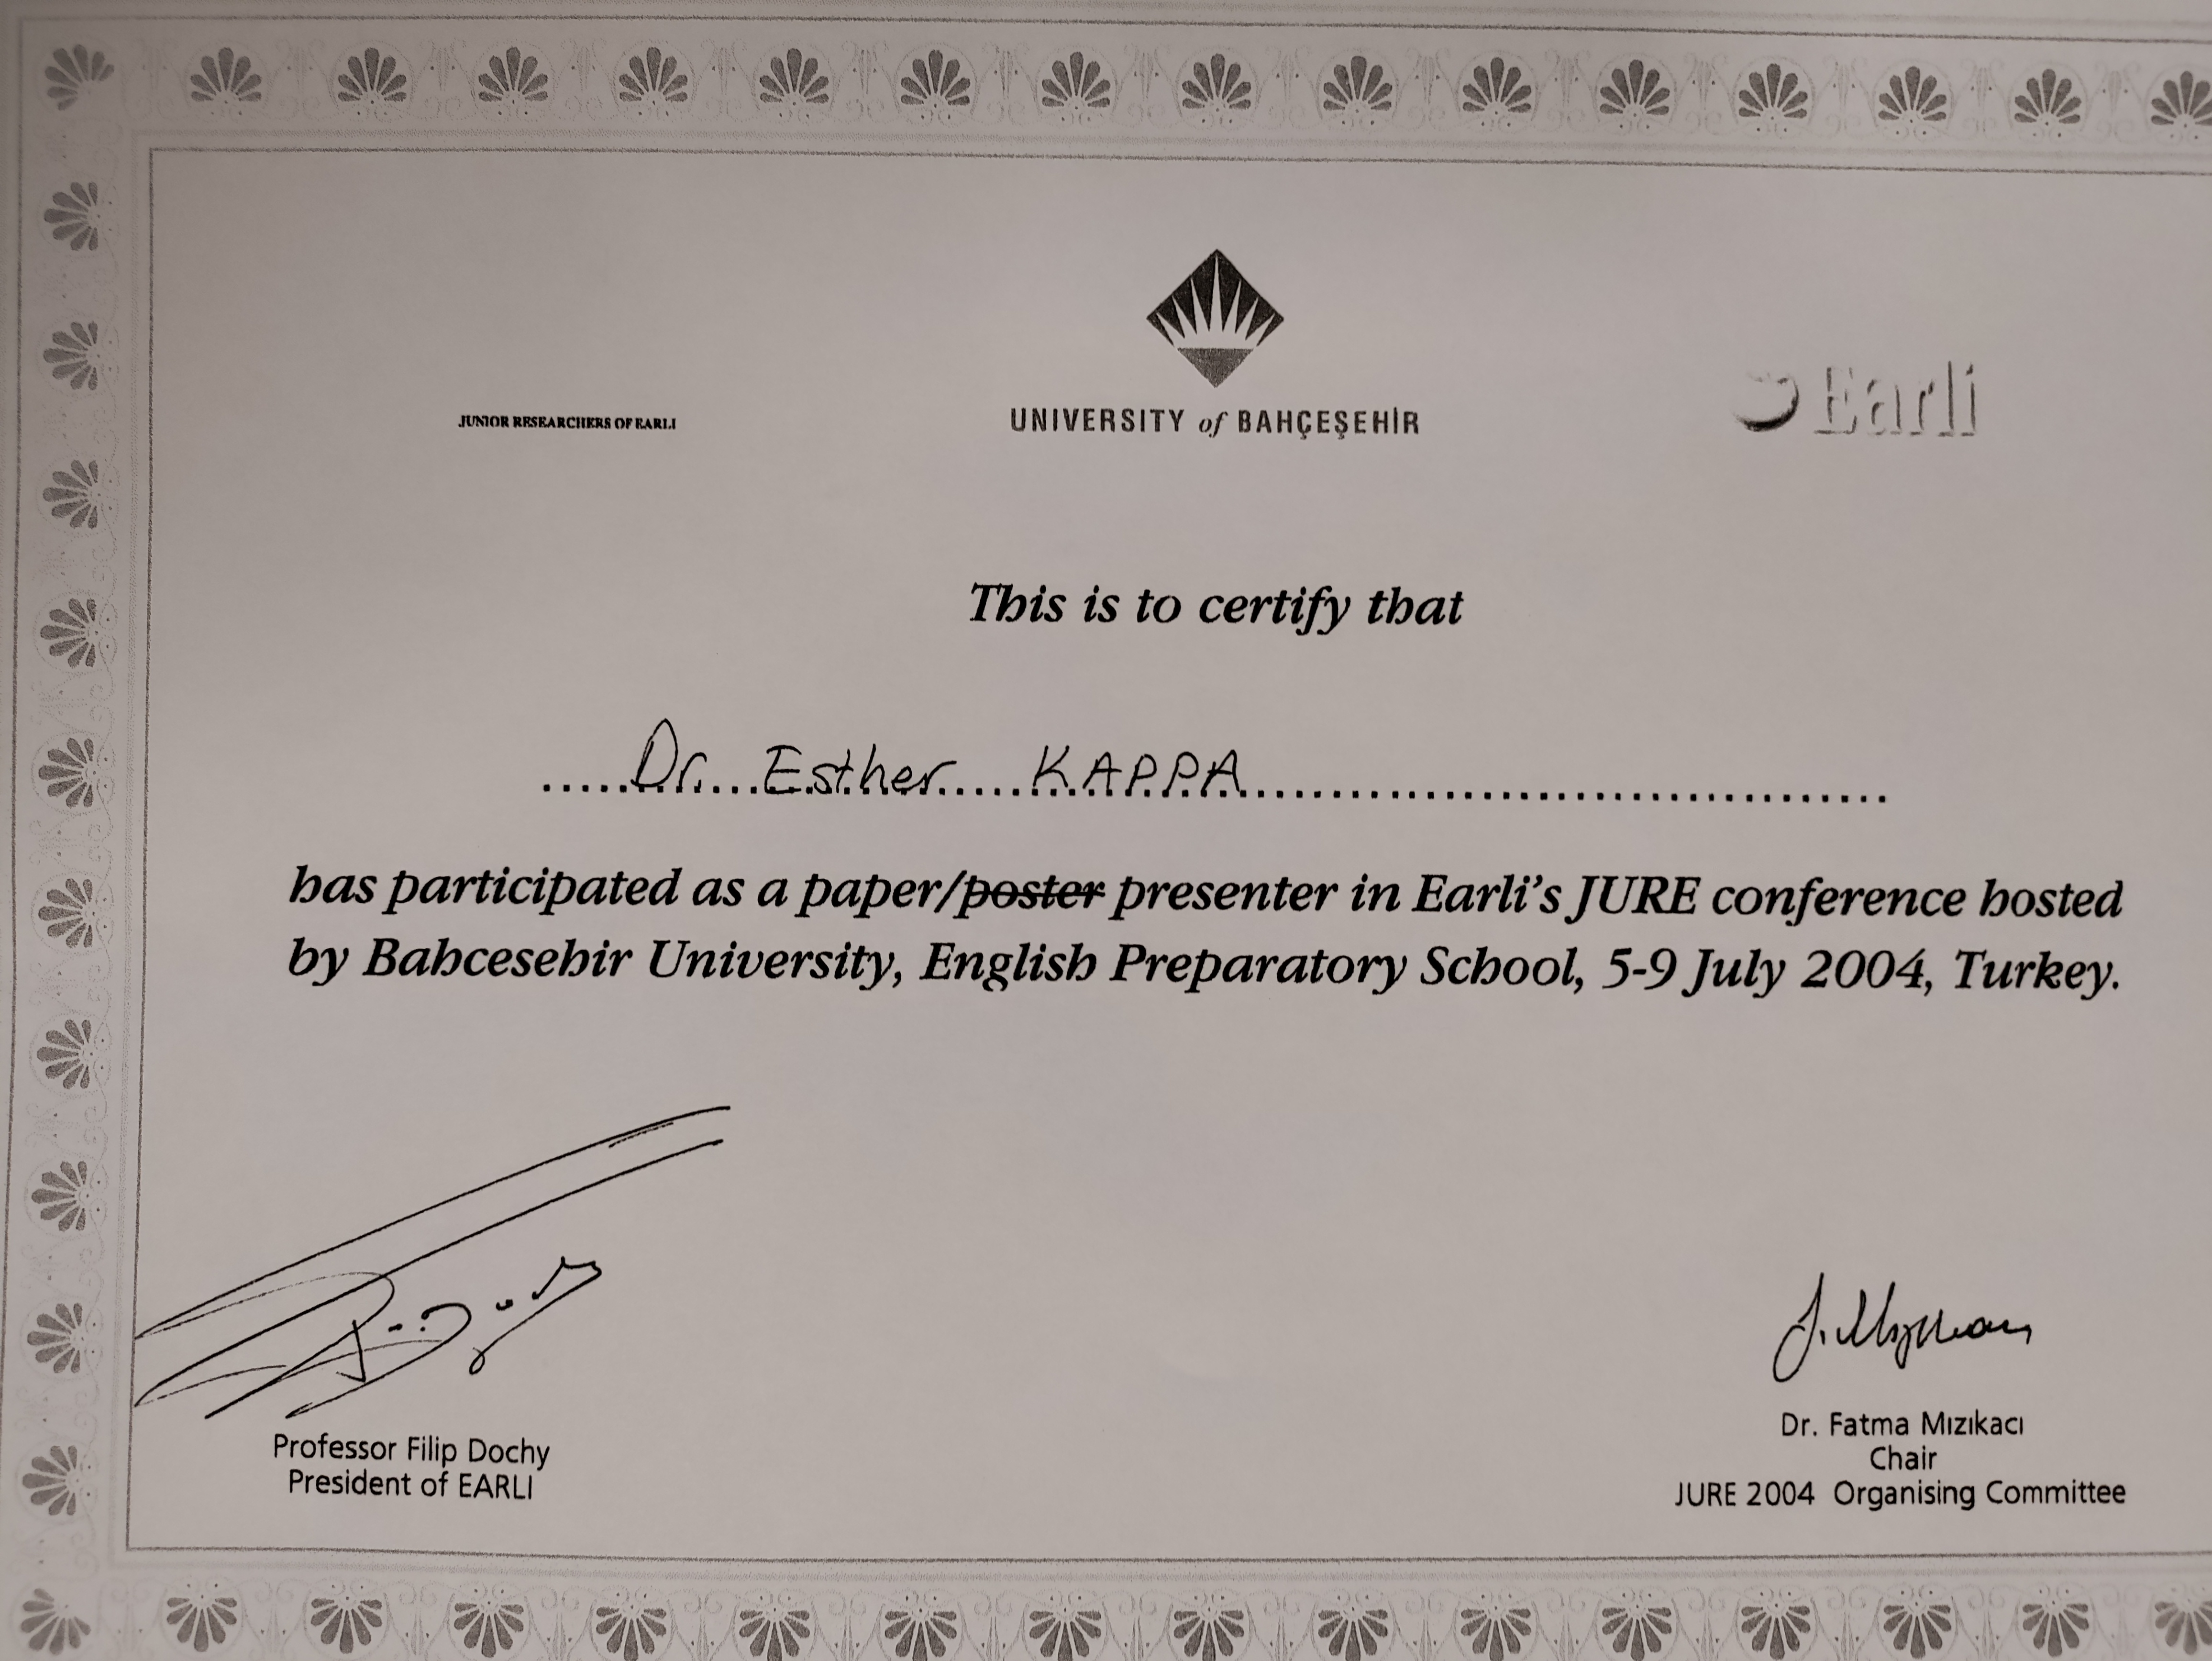 JUNIOR RESEARCHERS OF EARLI
UNIVERSITY of BAHÇEŞEHİR
Earli
This is to certify that
Dr. Esther KAPPA
has participated as a paper/poster presenter in Earli's JURE conference hosted
by Bahcesehir University, English Preparatory School, 5-9 July 2004, Turkey.
Professor Filip Dochy
President of EARLI
Dr. Fatma Mızıkacı
Chair
JURE 2004 Organising Committee